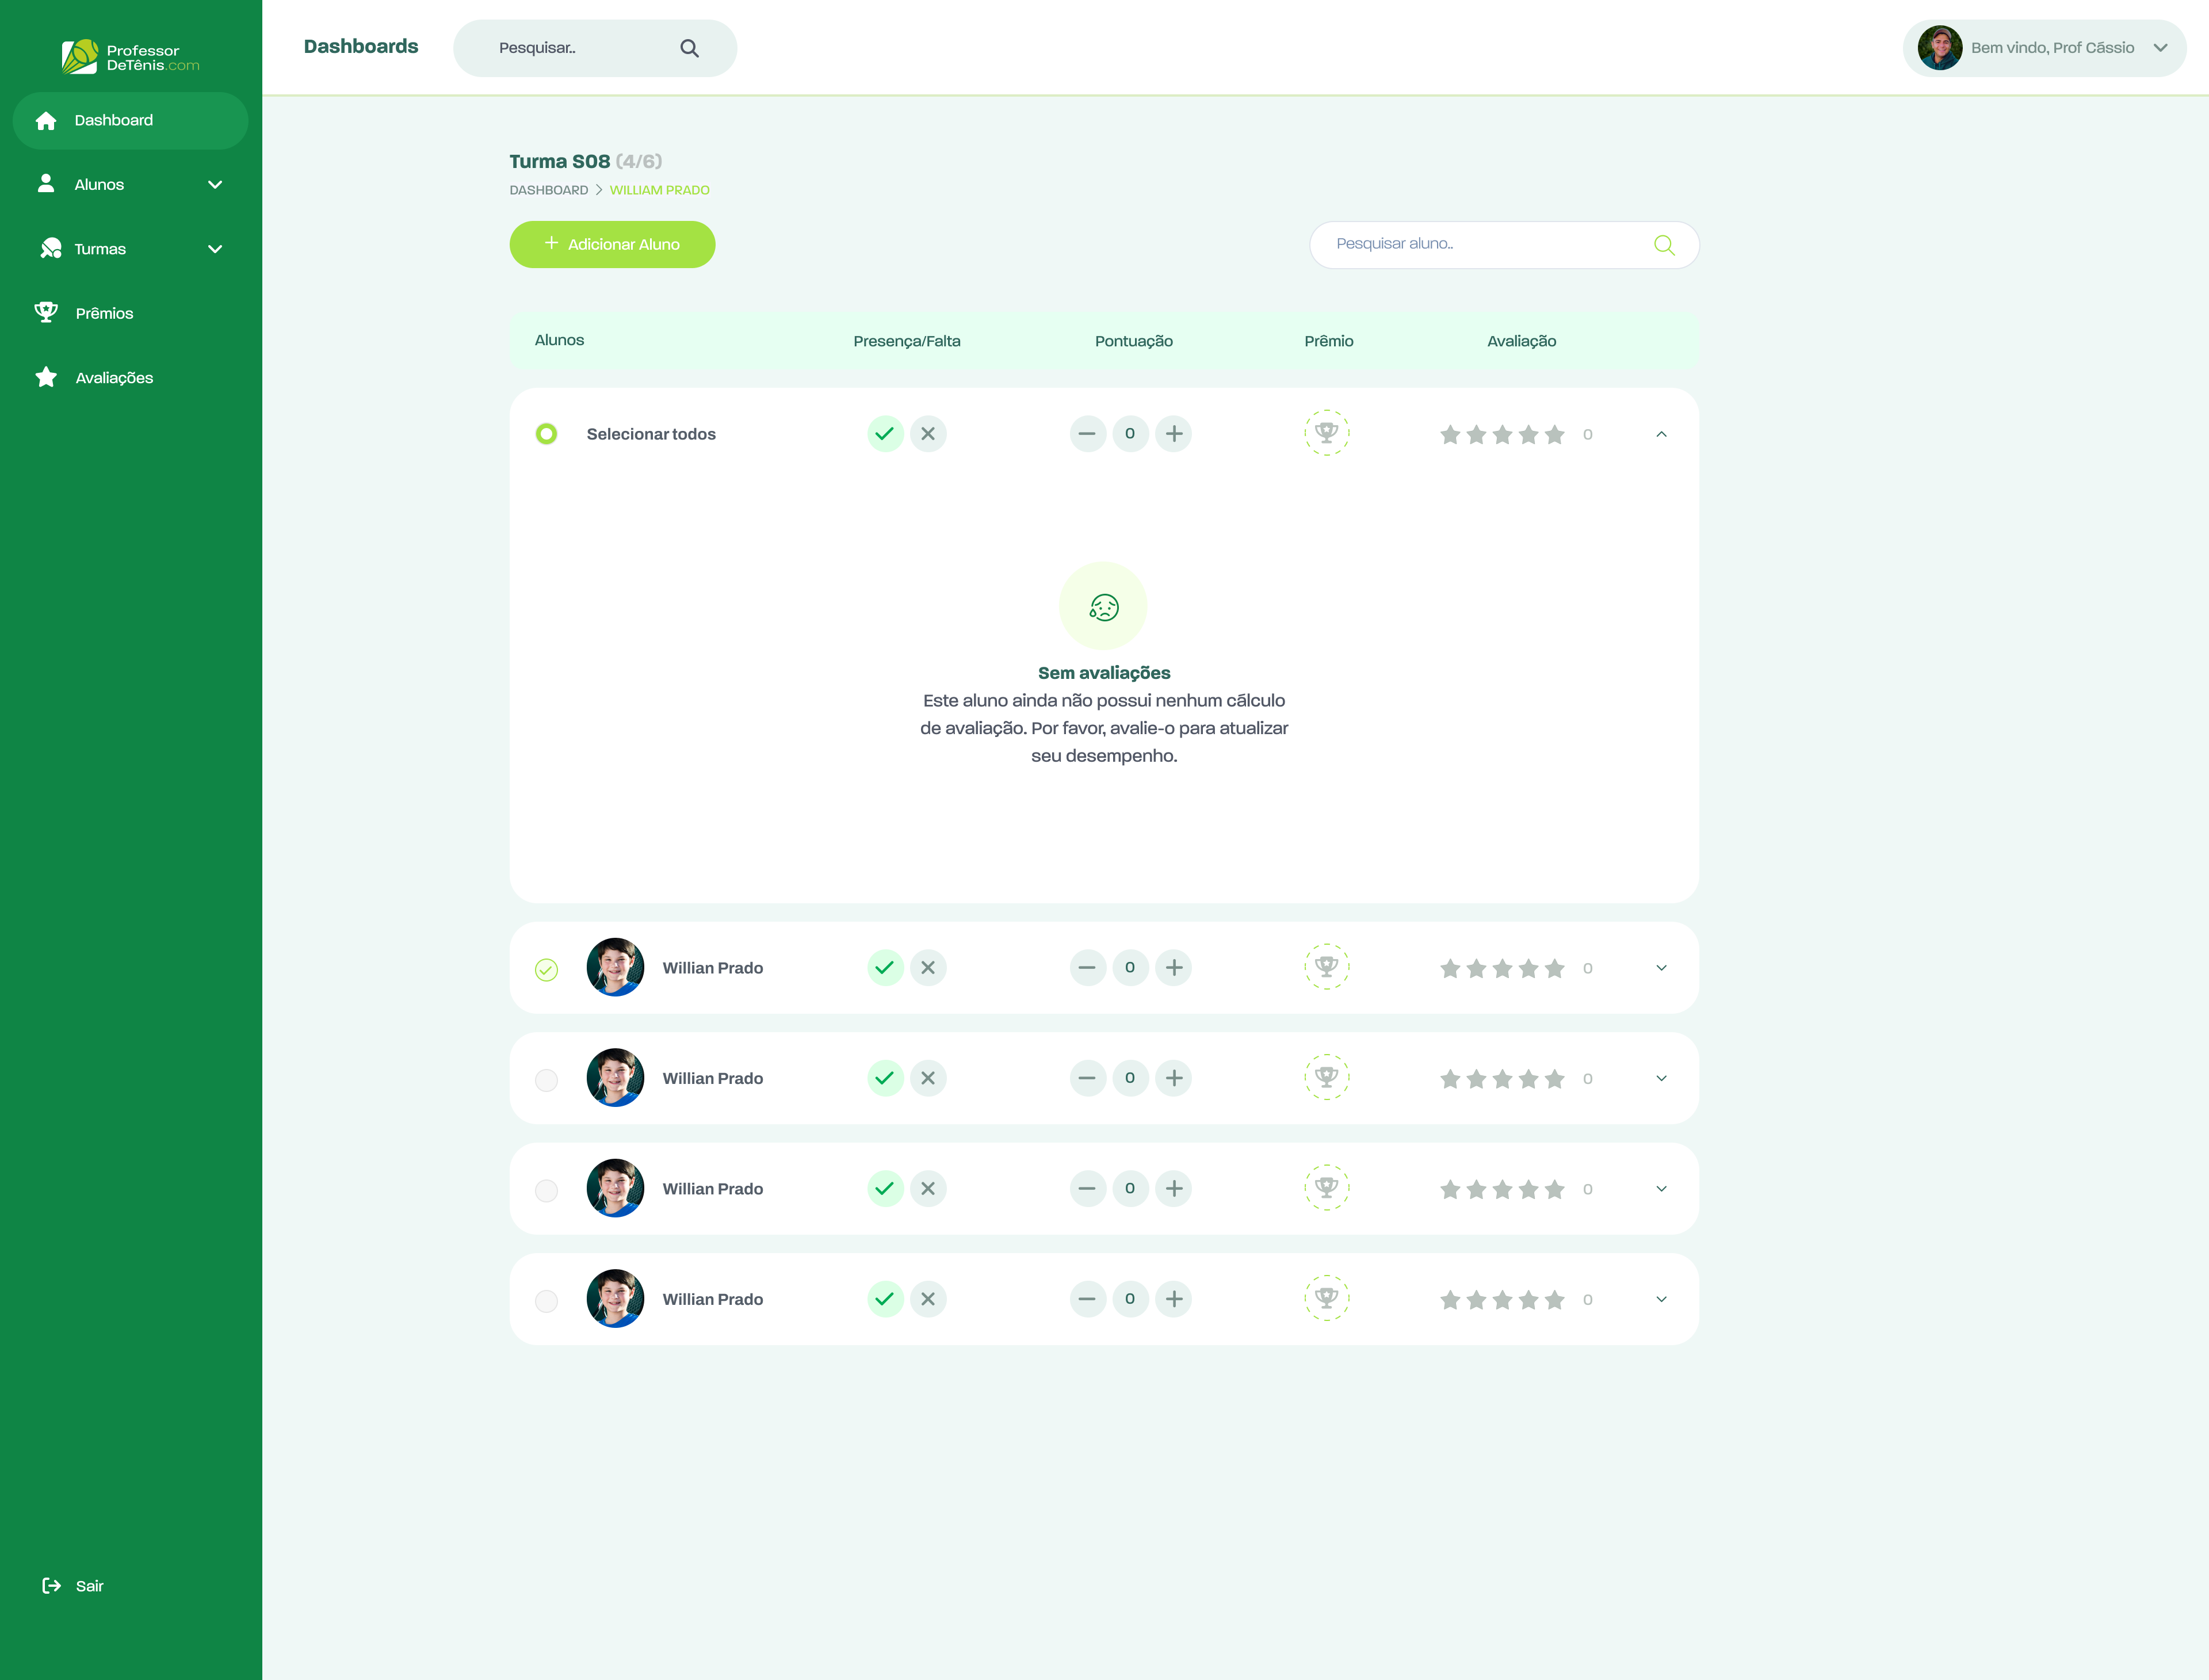 Professor
DeTênis.com
Dashboards
Pesquisar..
Bem vindo, Prof Cássio
Dashboard
Alunos
Turmas
Prêmios
Avaliações
Sair
Turma S08 (4/6)
DASHBOARD > WILLIAM PRADO
+ Adicionar Aluno
Pesquisar aluno..
Alunos Presença/Falta Pontuação Prêmio Avaliação
Selecionar todos 0 0
Sem avaliações
Este aluno ainda não possui nenhum cálculo
de avaliação. Por favor, avalie-o para atualizar
seu desempenho.
Willian Prado 0 0
Willian Prado 0 0
Willian Prado 0 0
Willian Prado 0 0